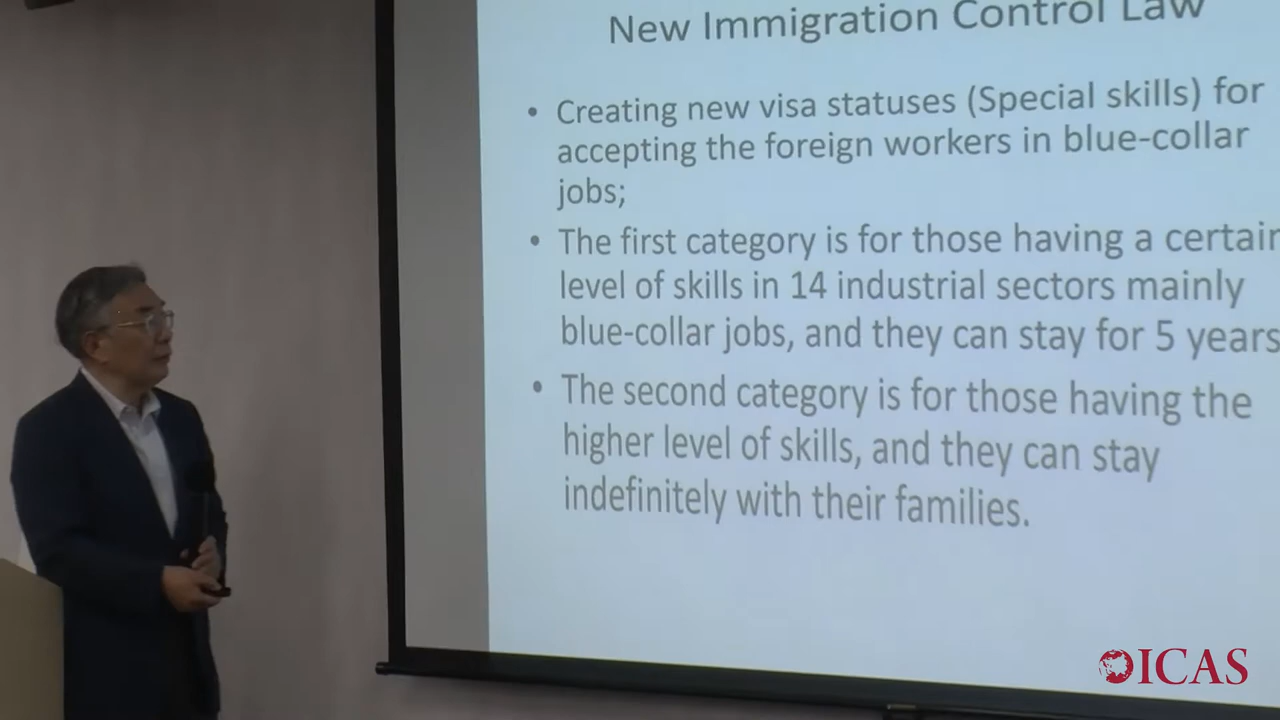 New Immigration Control Law
• Creating new visa statuses (Special skills) for
accepting the foreign workers in blue-collar
jobs;
• The first category is for those having a certain
level of skills in 14 industrial sectors mainly
blue-collar jobs, and they can stay for 5 years
• The second category is for those having the
higher level of skills, and they can stay
indefinitely with their families.
ICAS